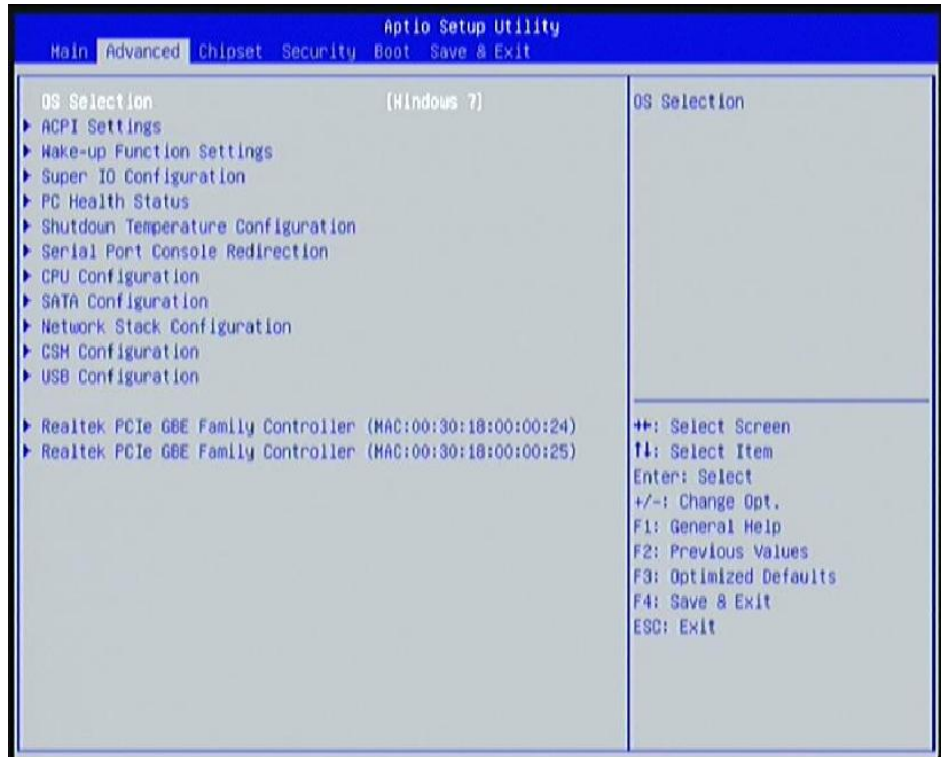 Aptio Setup Utility
Main Advanced Chipset Security Boot Save & Exit
OS Selection [Windows 7]
ACPI Settings
Wake-up Function Settings
Super IO Configuration
PC Health Status
Shutdown Temperature Configuration
Serial Port Console Redirection
CPU Configuration
SATA Configuration
Network Stack Configuration
CSM Configuration
USB Configuration
Realtek PCIe GBE Family Controller (MAC:00:30:18:00:00:24)
Realtek PCIe GBE Family Controller (MAC:00:30:18:00:00:25)
OS Selection
→←: Select Screen
↑↓: Select Item
Enter: Select
+/-: Change Opt.
F1: General Help
F2: Previous Values
F3: Optimized Defaults
F4: Save & Exit
ESC: Exit